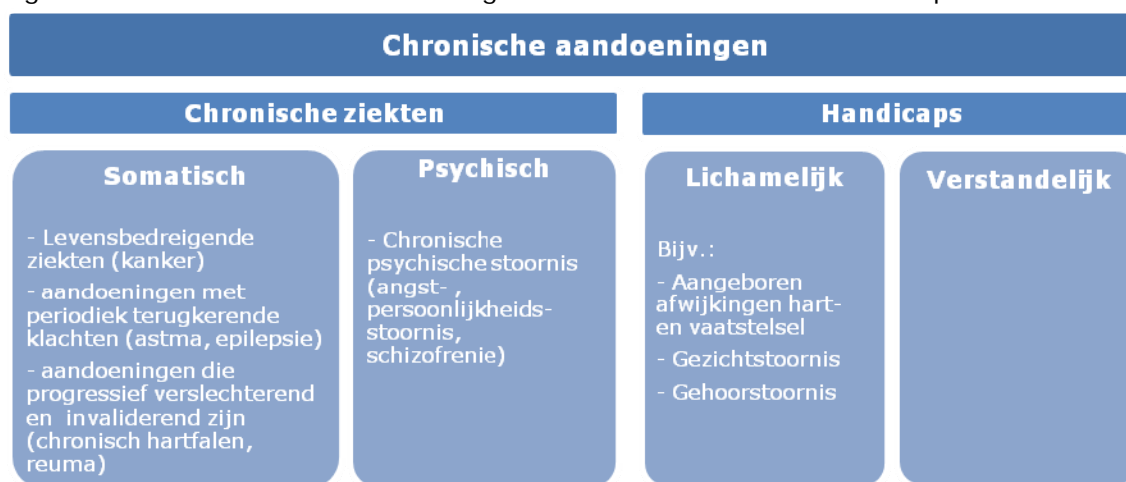 Chronische aandoeningen
Chronische ziekten
Handicaps
Somatisch
- Levensbedreigende
ziekten (kanker)
- aandoeningen met
periodiek terugkerende
klachten (astma, epilepsie)
- aandoeningen die
progressief verslechterend
en invaliderend zijn
(chronisch hartfalen,
reuma)
Psychisch
- Chronische
psychische stoornis
(angst- ,
persoonlijkheids-
stoornis,
schizofrenie)
Lichamelijk
Bijv.:
- Aangeboren
afwijkingen hart-
en vaatstelsel
- Gezichtstoornis
- Gehoorstoornis
Verstandelijk